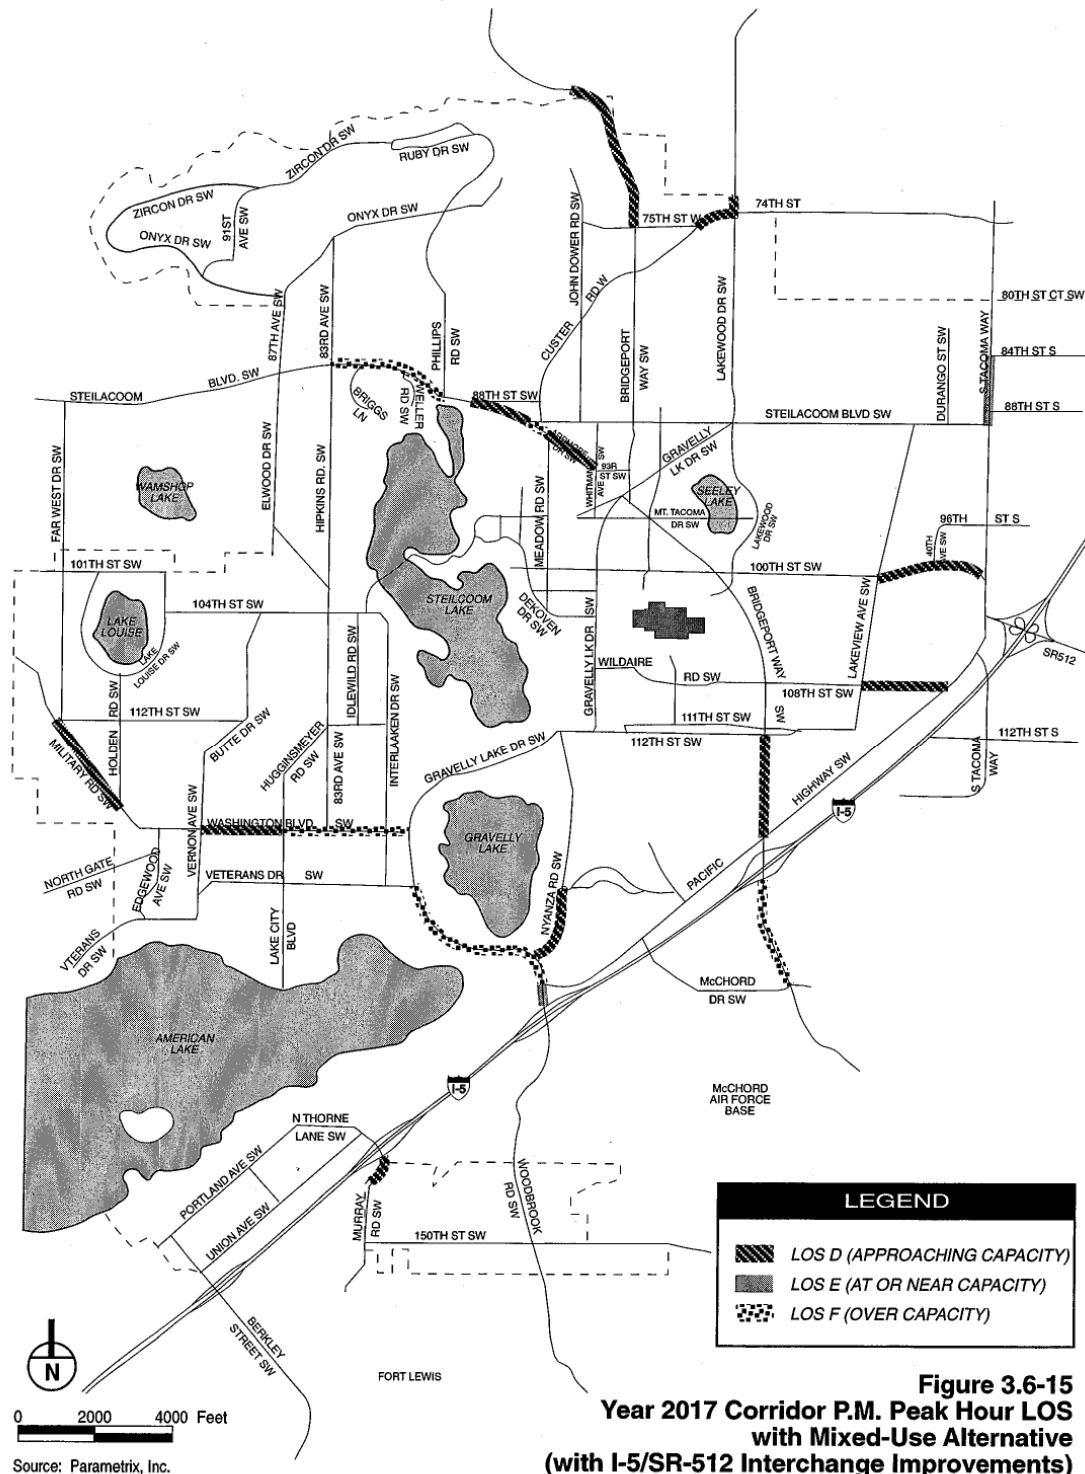 ZIRCON DR SW
RUBY DR SW
ZIRCON DR SW
91ST
AVE SW
ONYX DR SW
ONYX DR SW
JOHN DOWER RD SW
75TH ST W
74TH ST
CUSTER
RD W
BRIDGEPORT
WAY SW
LAKEWOOD DR SW
80TH ST CT SW
S TACOMA WAY
84TH ST S
DURANGO ST SW
88TH ST S
87TH AVE SW
83RD AVE SW
PHILLIPS
RD SW
STEILACOOM
BLVD. SW
BRIGGS
LN
WELLER
RD SW
88TH ST SW
STEILACOOM BLVD SW
ARDMORE
DR SW
WHITMAN
AVE SW
93R
ST SW
GRAVELLY
LK DR SW
FAR WEST DR SW
WAMSHOP
LAKE
ELWOOD DR SW
HIPKINS RD. SW
MEADOW RD SW
SEELEY
LAKE
MT. TACOMA
DR SW
LAKEWOOD
DR SW
96TH
ST S
40TH
AVE SW
101TH ST SW
100TH ST SW
104TH ST SW
LAKE
LOUISE
LAKE
LOUISE DR SW
STEILCOOM
LAKE
DEKOVEN
DR SW
BRIDGEPORT WAY
SW
LAKEVIEW AVE SW
SR512
GRAVELLY LK DR SW
WILDAIRE
RD SW
108TH ST SW
IDLEWILD RD SW
HOLDEN RD SW
112TH ST SW
MILITARY RD SW
BUTTE DR SW
HUGGINSMEYER
RD SW
83RD AVE SW
INTERLAAKEN DR SW
GRAVELLY LAKE DR SW
111TH ST SW
112TH ST SW
112TH ST S
S TACOMA
WAY
HIGHWAY SW
I-5
PACIFIC
GRAVELLY
LAKE
NYANZA RD SW
VERNON AVE SW
WASHINGTON BLVD SW
NORTH GATE
RD SW
EDGEWOOD
AVE SW
VETERANS DR SW
VTERANS
DR SW
LAKE CITY
BLVD
McCHORD
DR SW
AMERICAN
LAKE
I-5
McCHORD
AIR FORCE
BASE
N THORNE
LANE SW
PORTLAND AVE SW
UNION AVE SW
MURRAY
RD SW
WOODBROOK
RD SW
150TH ST SW
BERKLEY
STREET SW
FORT LEWIS
LEGEND
LOS D (APPROACHING CAPACITY)
LOS E (AT OR NEAR CAPACITY)
LOS F (OVER CAPACITY)
N
0 2000 4000 Feet
Source: Parametrix, Inc.
Figure 3.6-15
Year 2017 Corridor P.M. Peak Hour LOS
with Mixed-Use Alternative
(with I-5/SR-512 Interchange Improvements)